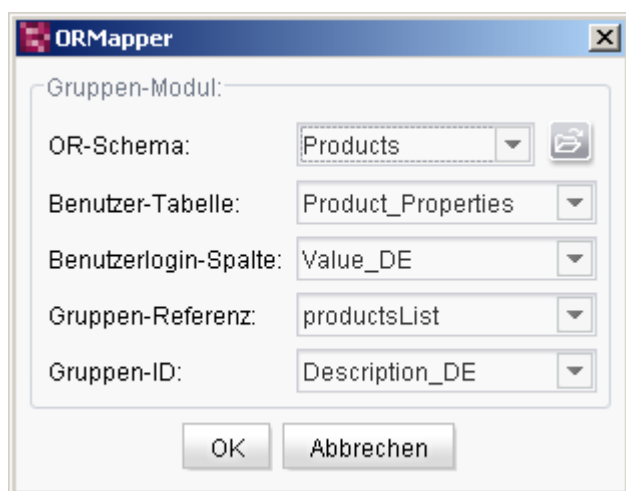 ORMapper
Gruppen-Modul:
OR-Schema: Products
Benutzer-Tabelle: Product_Properties
Benutzerlogin-Spalte: Value_DE
Gruppen-Referenz: productsList
Gruppen-ID: Description_DE
OK Abbrechen